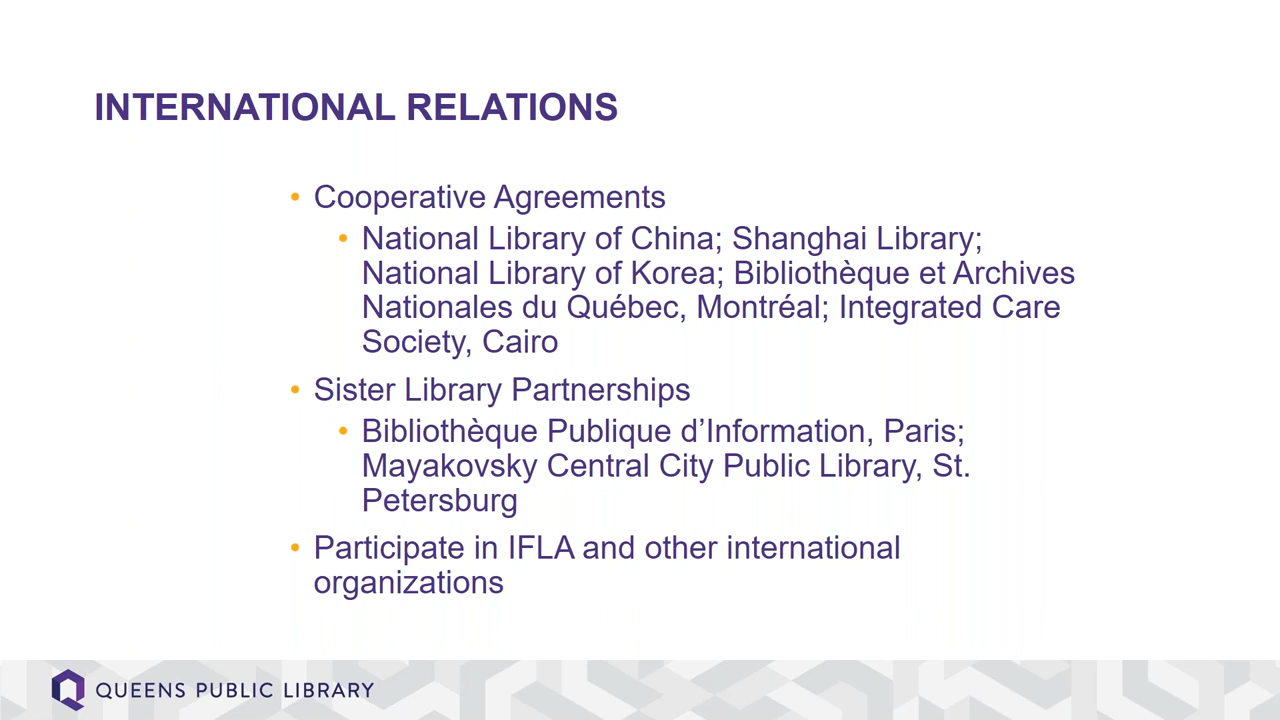 INTERNATIONAL RELATIONS
• Cooperative Agreements
• National Library of China; Shanghai Library;
National Library of Korea; Bibliothèque et Archives
Nationales du Québec, Montréal; Integrated Care
Society, Cairo
• Sister Library Partnerships
• Bibliothèque Publique d’Information, Paris;
Mayakovsky Central City Public Library, St.
Petersburg
• Participate in IFLA and other international
organizations
QUEENS PUBLIC LIBRARY